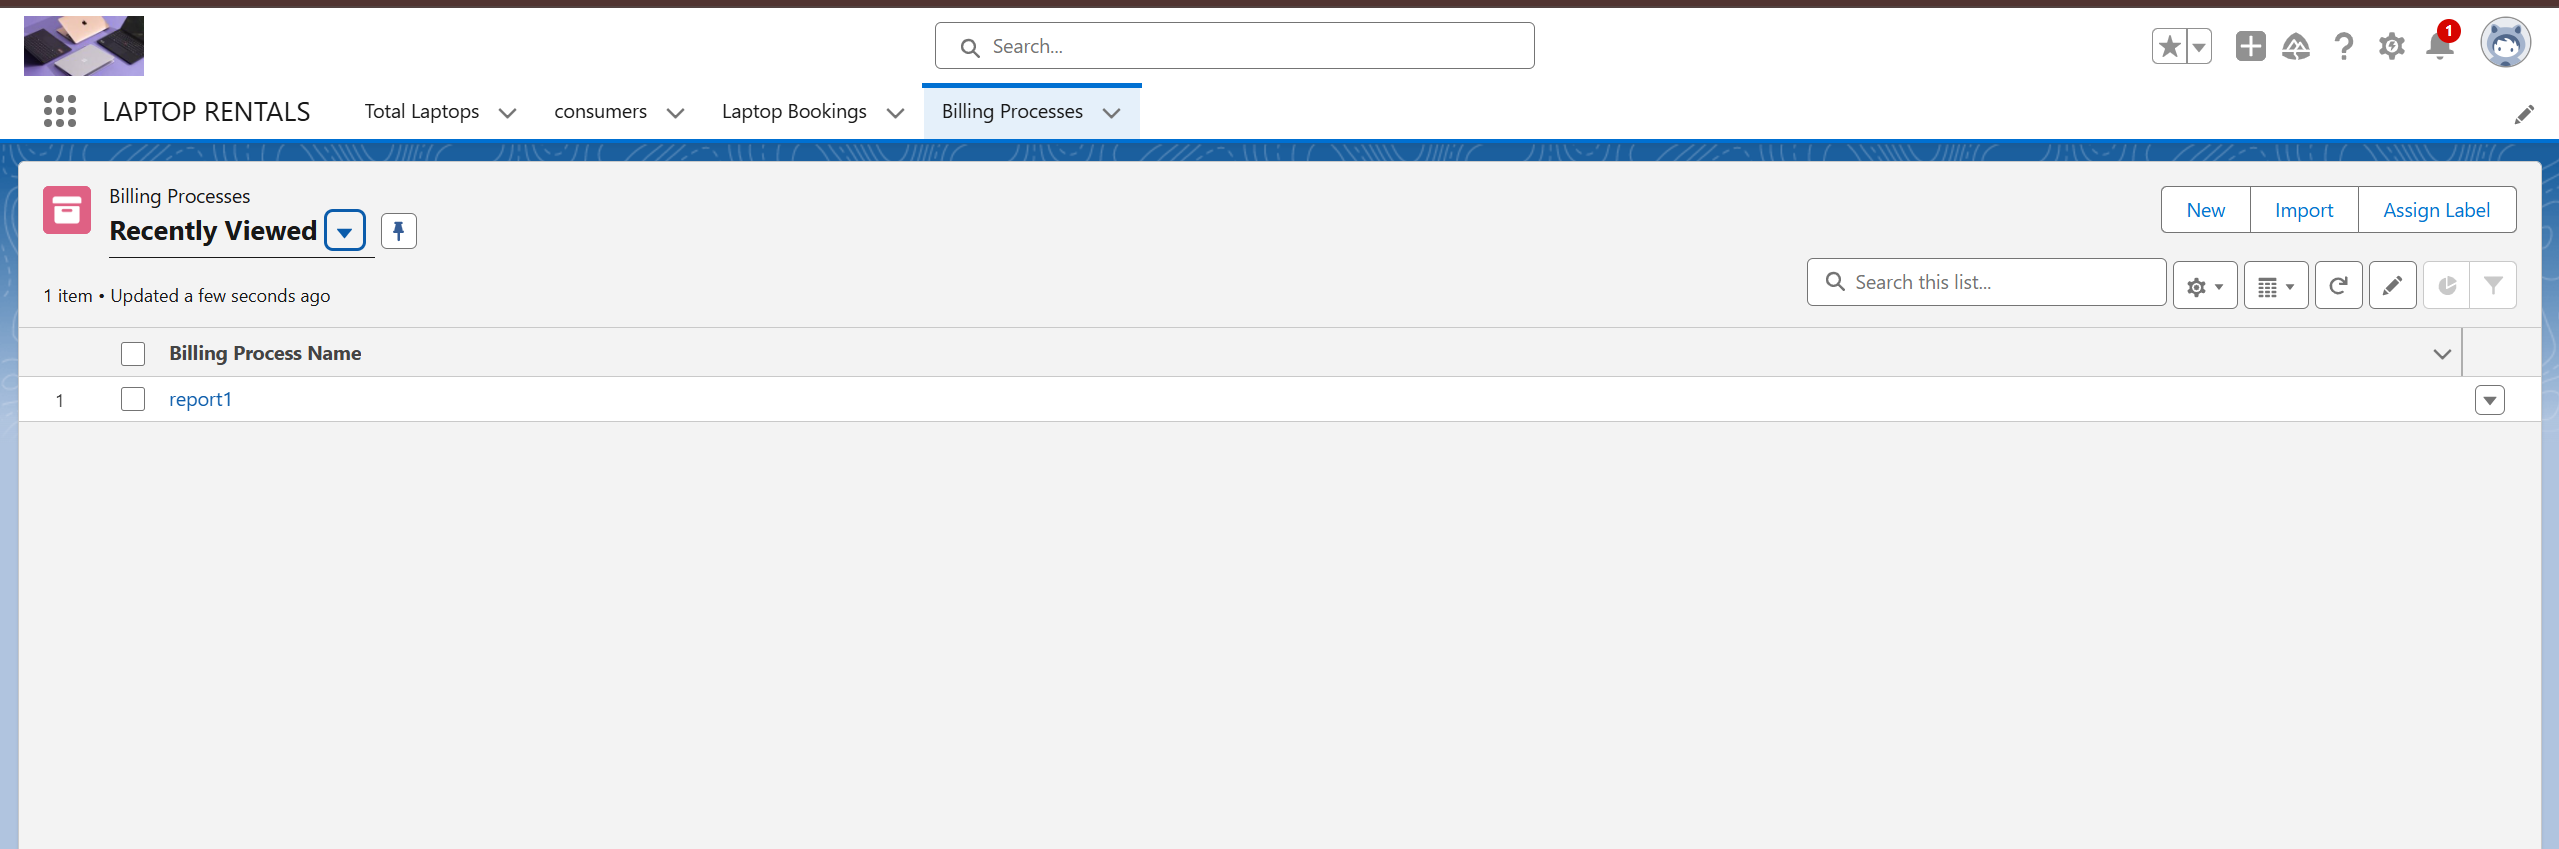 Search...
1
LAPTOP RENTALS
Total Laptops
consumers
Laptop Bookings
Billing Processes
Billing Processes
Recently Viewed
New
Import
Assign Label
1 item • Updated a few seconds ago
Search this list...
Billing Process Name
1
report1